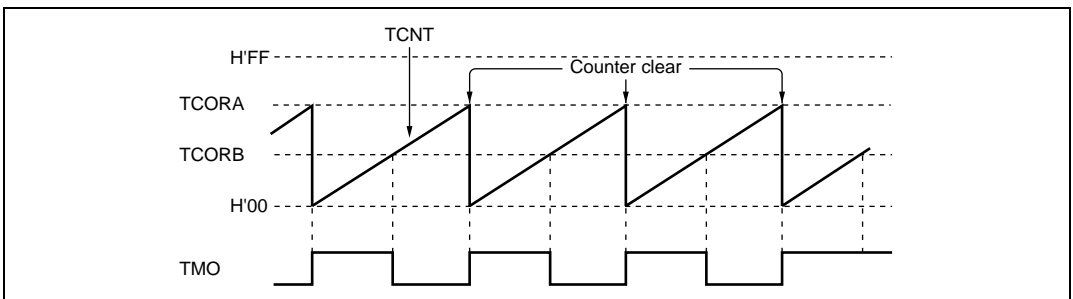 TCNT
H'FF
Counter clear
TCORA
TCORB
H'00
TMO